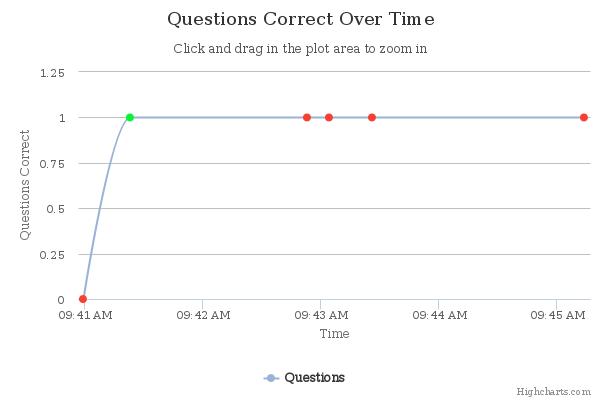 Questions Correct Over Time
Click and drag in the plot area to zoom in
Questions Correct
1.25
1
0.75
0.5
0.25
0
09:41 AM 09:42 AM 09:43 AM 09:44 AM 09:45 AM
Time
Questions
Highcharts.com